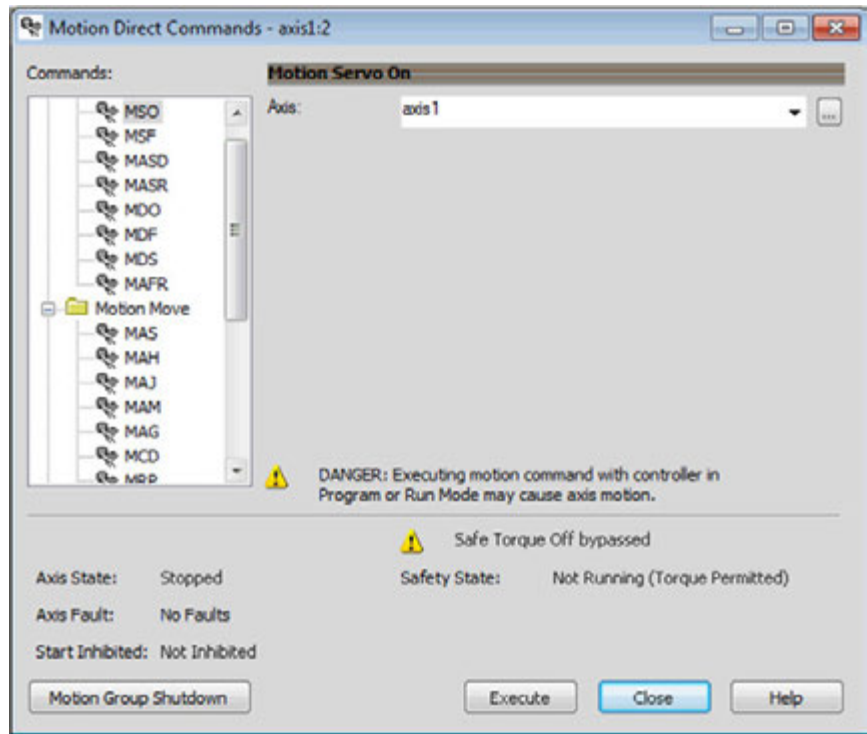 Motion Direct Commands - axis1:2
Commands:
Motion Servo On
MSO
MSF
MASD
MASR
MDO
MDF
MDS
MAFR
Motion Move
MAS
MAH
MAJ
MAM
MAG
MCD
MRP
Axis:
axis1
...
DANGER: Executing motion command with controller in
Program or Run Mode may cause axis motion.
Safe Torque Off bypassed
Axis State: Stopped
Safety State: Not Running (Torque Permitted)
Axis Fault: No Faults
Start Inhibited: Not Inhibited
Motion Group Shutdown
Execute
Close
Help